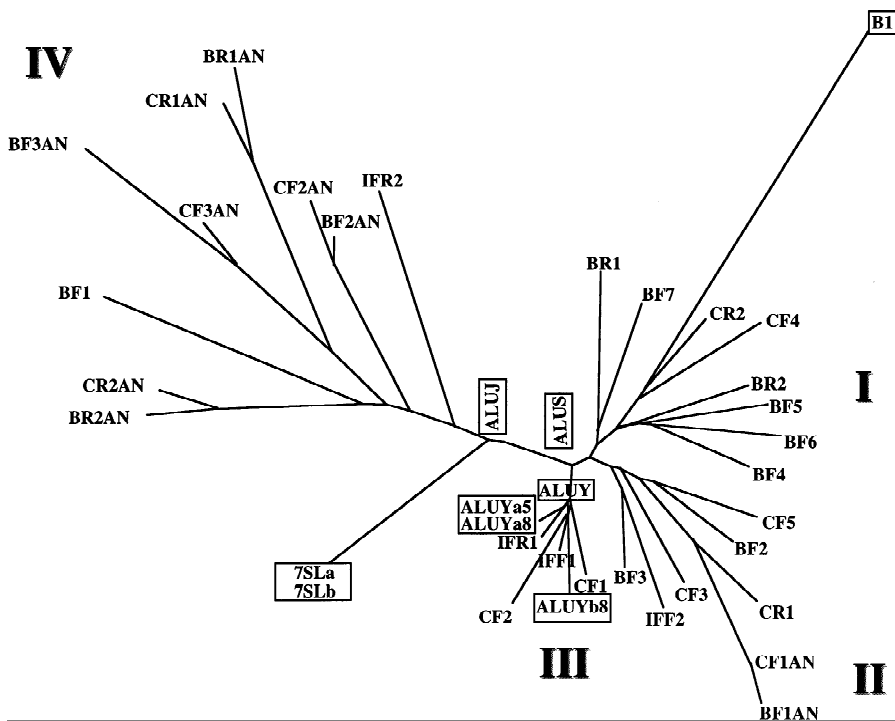 B1
IV
BR1AN
CR1AN
BF3AN
CF2AN
IFR2
CF3AN
BF2AN
BR1
BF1
BF7
CR2
CF4
I
CR2AN
BR2AN
ALUJ
ALUS
BR2
BF5
BF6
BF4
ALUY
ALUYa5
ALUYa8
IFR1
IFF1
CF5
BF2
7SLa
7SLb
BF3
CF1
CF3
CF2
ALUYb8
IFF2
CR1
III
CF1AN
II
BF1AN